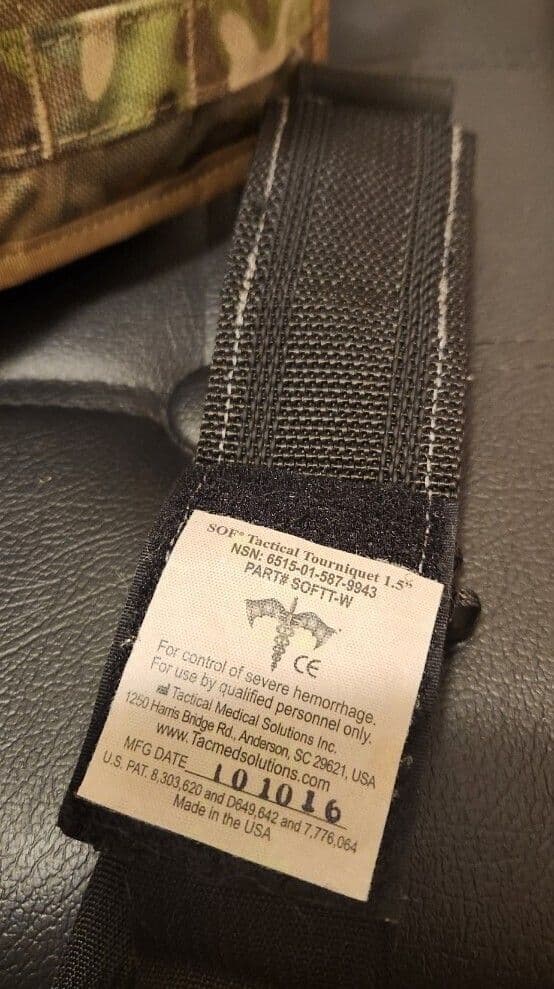 SOF® Tactical Tourniquet 1.5"
NSN: 6515-01-587-9943
PART# SOFTT-W
CE
For control of severe hemorrhage.
For use by qualified personnel only.
Tactical Medical Solutions Inc.
1250 Harris Bridge Rd., Anderson, SC 29621, USA
www.Tacmedsolutions.com
MFG DATE 101016
U.S. PAT. 8,303,620 and D649,642 and 7,776,064
Made in the USA